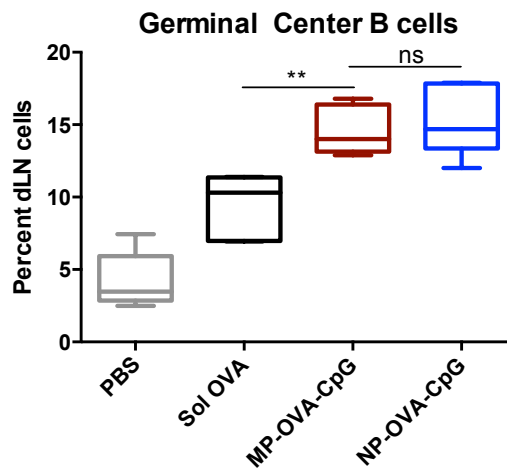 Germinal Center B cells
ns
**
Percent dLN cells
20
15
10
5
0
PBS
Sol OVA
MP-OVA-CpG
NP-OVA-CpG